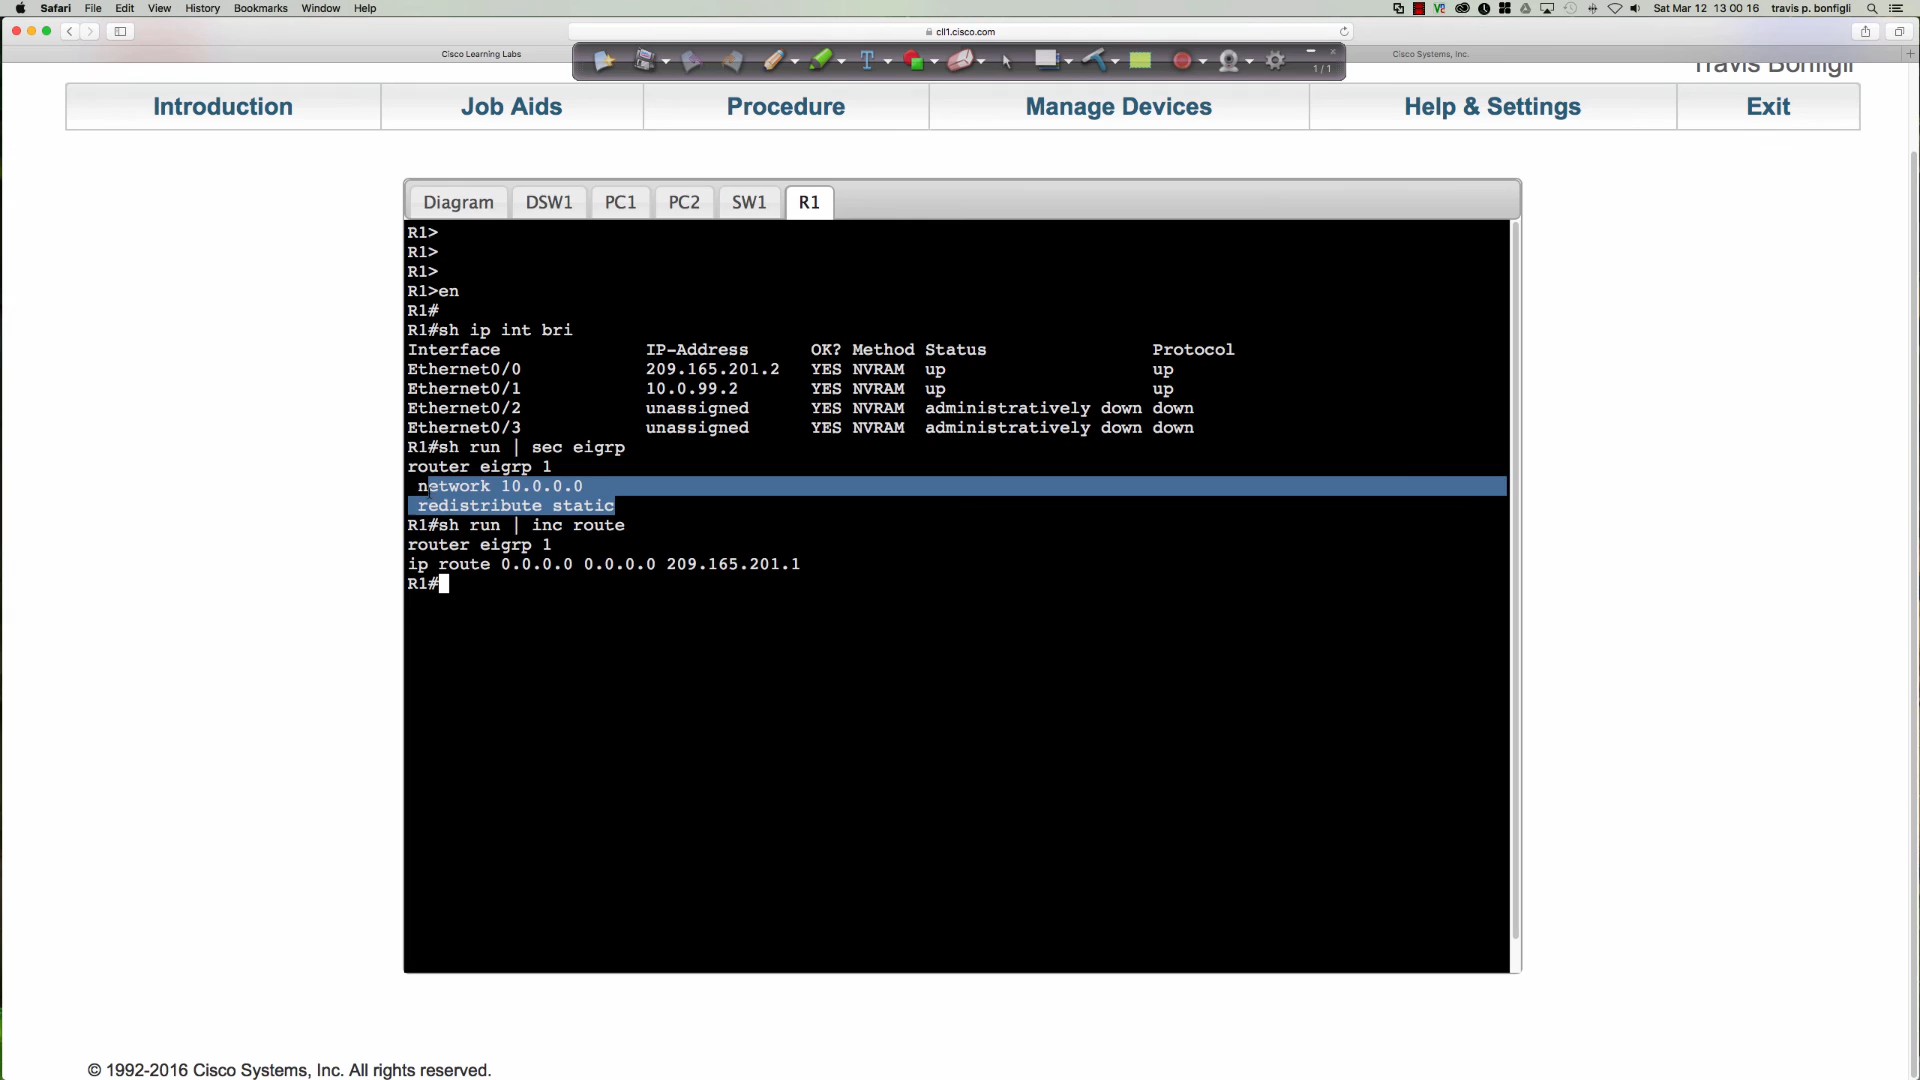 Safari File Edit View History Bookmarks Window Help
Sat Mar 12 13 00 16 travis p. bonfigli
cll1.cisco.com
Cisco Learning Labs
Cisco Systems, Inc.
1 / 1
Travis Bonfigli
Introduction Job Aids Procedure Manage Devices Help & Settings Exit
Diagram DSW1 PC1 PC2 SW1 R1
R1>
R1>
R1>
R1>en
R1#
R1#sh ip int bri
Interface IP-Address OK? Method Status Protocol
Ethernet0/0 209.165.201.2 YES NVRAM up up
Ethernet0/1 10.0.99.2 YES NVRAM up up
Ethernet0/2 unassigned YES NVRAM administratively down down
Ethernet0/3 unassigned YES NVRAM administratively down down
R1#sh run | sec eigrp
router eigrp 1
network 10.0.0.0
redistribute static
R1#sh run | inc route
router eigrp 1
ip route 0.0.0.0 0.0.0.0 209.165.201.1
R1#
© 1992-2016 Cisco Systems, Inc. All rights reserved.